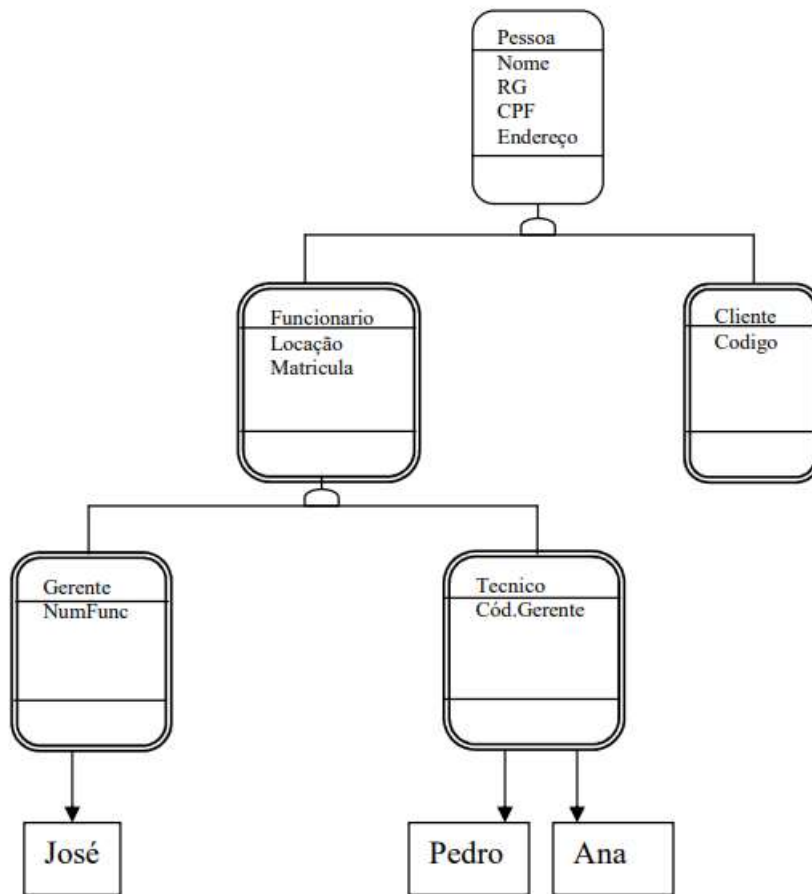 Pessoa
Nome
RG
CPF
Endereço
Funcionario
Locação
Matricula
Cliente
Codigo
Gerente
NumFunc
Tecnico
Cód.Gerente
José
Pedro
Ana